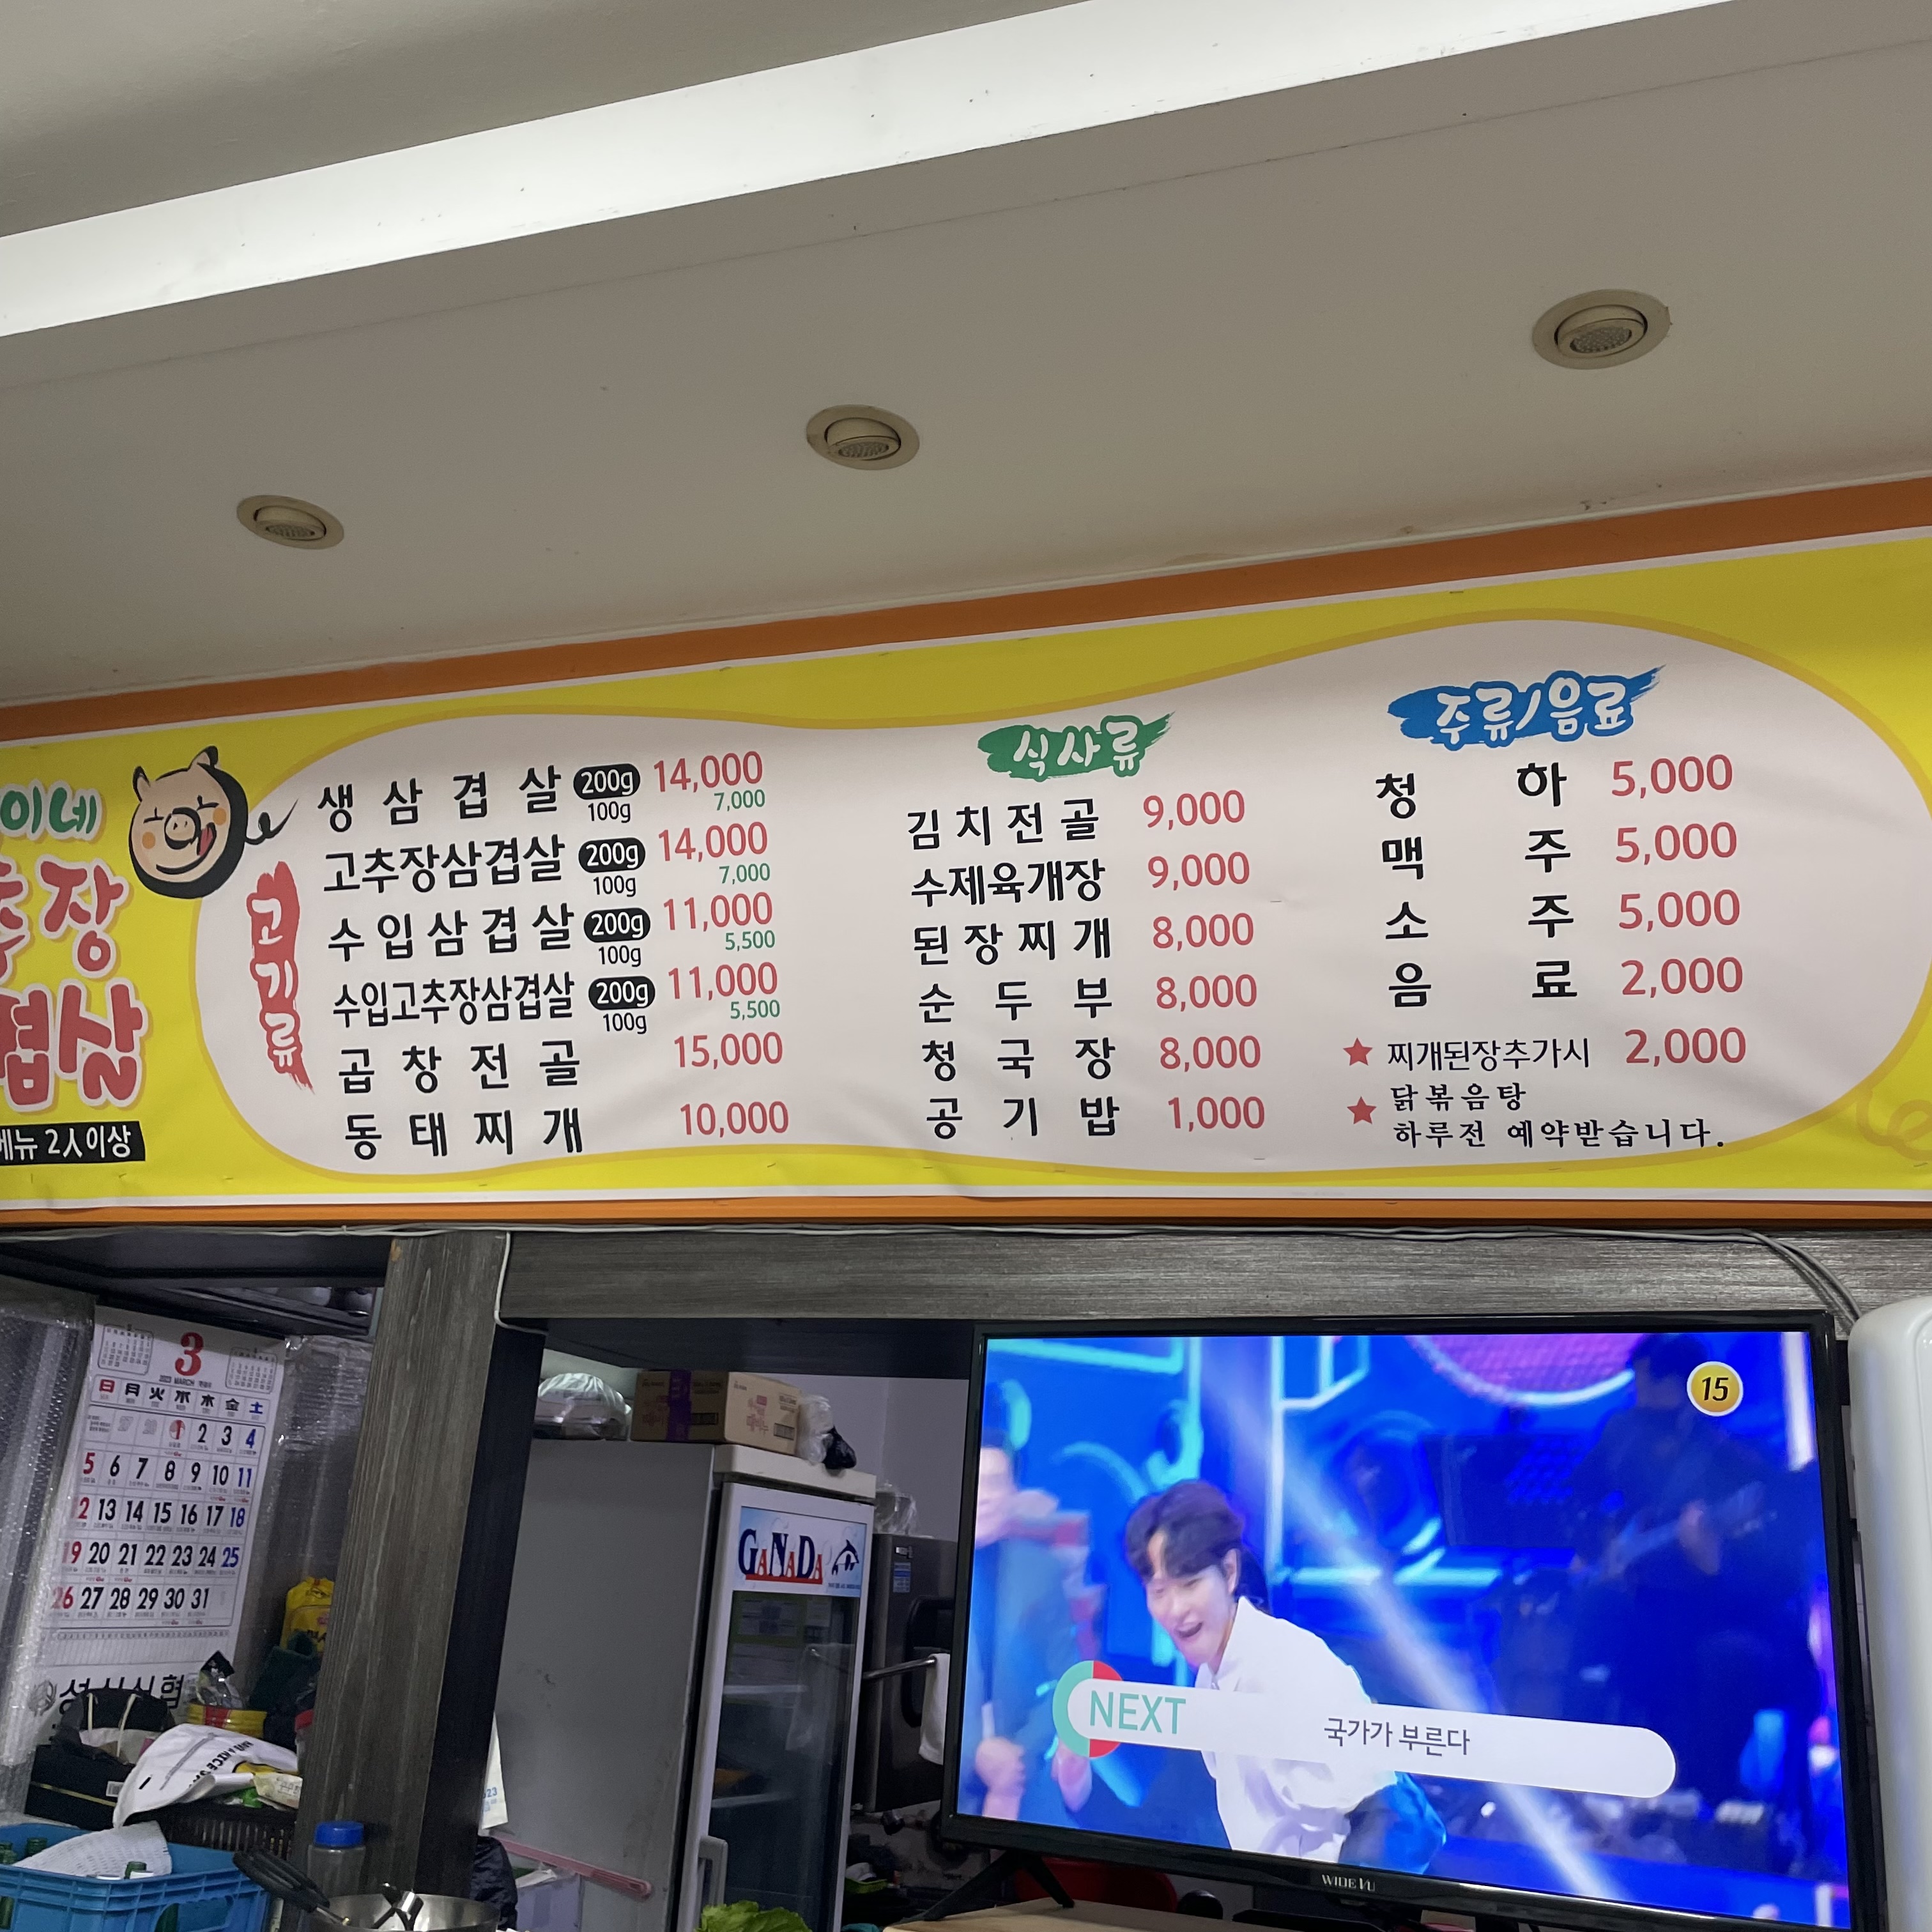 이네
추장
겹살
메뉴 2人이상
고기류
생삼겹살 200g 14,000
100g 7,000
고추장삼겹살 200g 14,000
100g 7,000
수입삼겹살 200g 11,000
100g 5,500
수입고추장삼겹살 200g 11,000
100g 5,500
곱창전골 15,000
동태찌개 10,000
식사류
김치전골 9,000
수제육개장 9,000
된장찌개 8,000
순두부 8,000
청국장 8,000
공기밥 1,000
주류/음료
청하 5,000
맥주 5,000
소주 5,000
음료 2,000
★ 찌개된장추가시 2,000
★ 닭볶음탕
하루전 예약받습니다.
3
2023 MARCH
日 月 火 水 木 金 土
1 2 3 4
5 6 7 8 9 10 11
2 13 14 15 16 17 18
19 20 21 22 23 24 25
26 27 28 29 30 31
GANADA
15
NEXT 국가가 부른다
WIDEVU